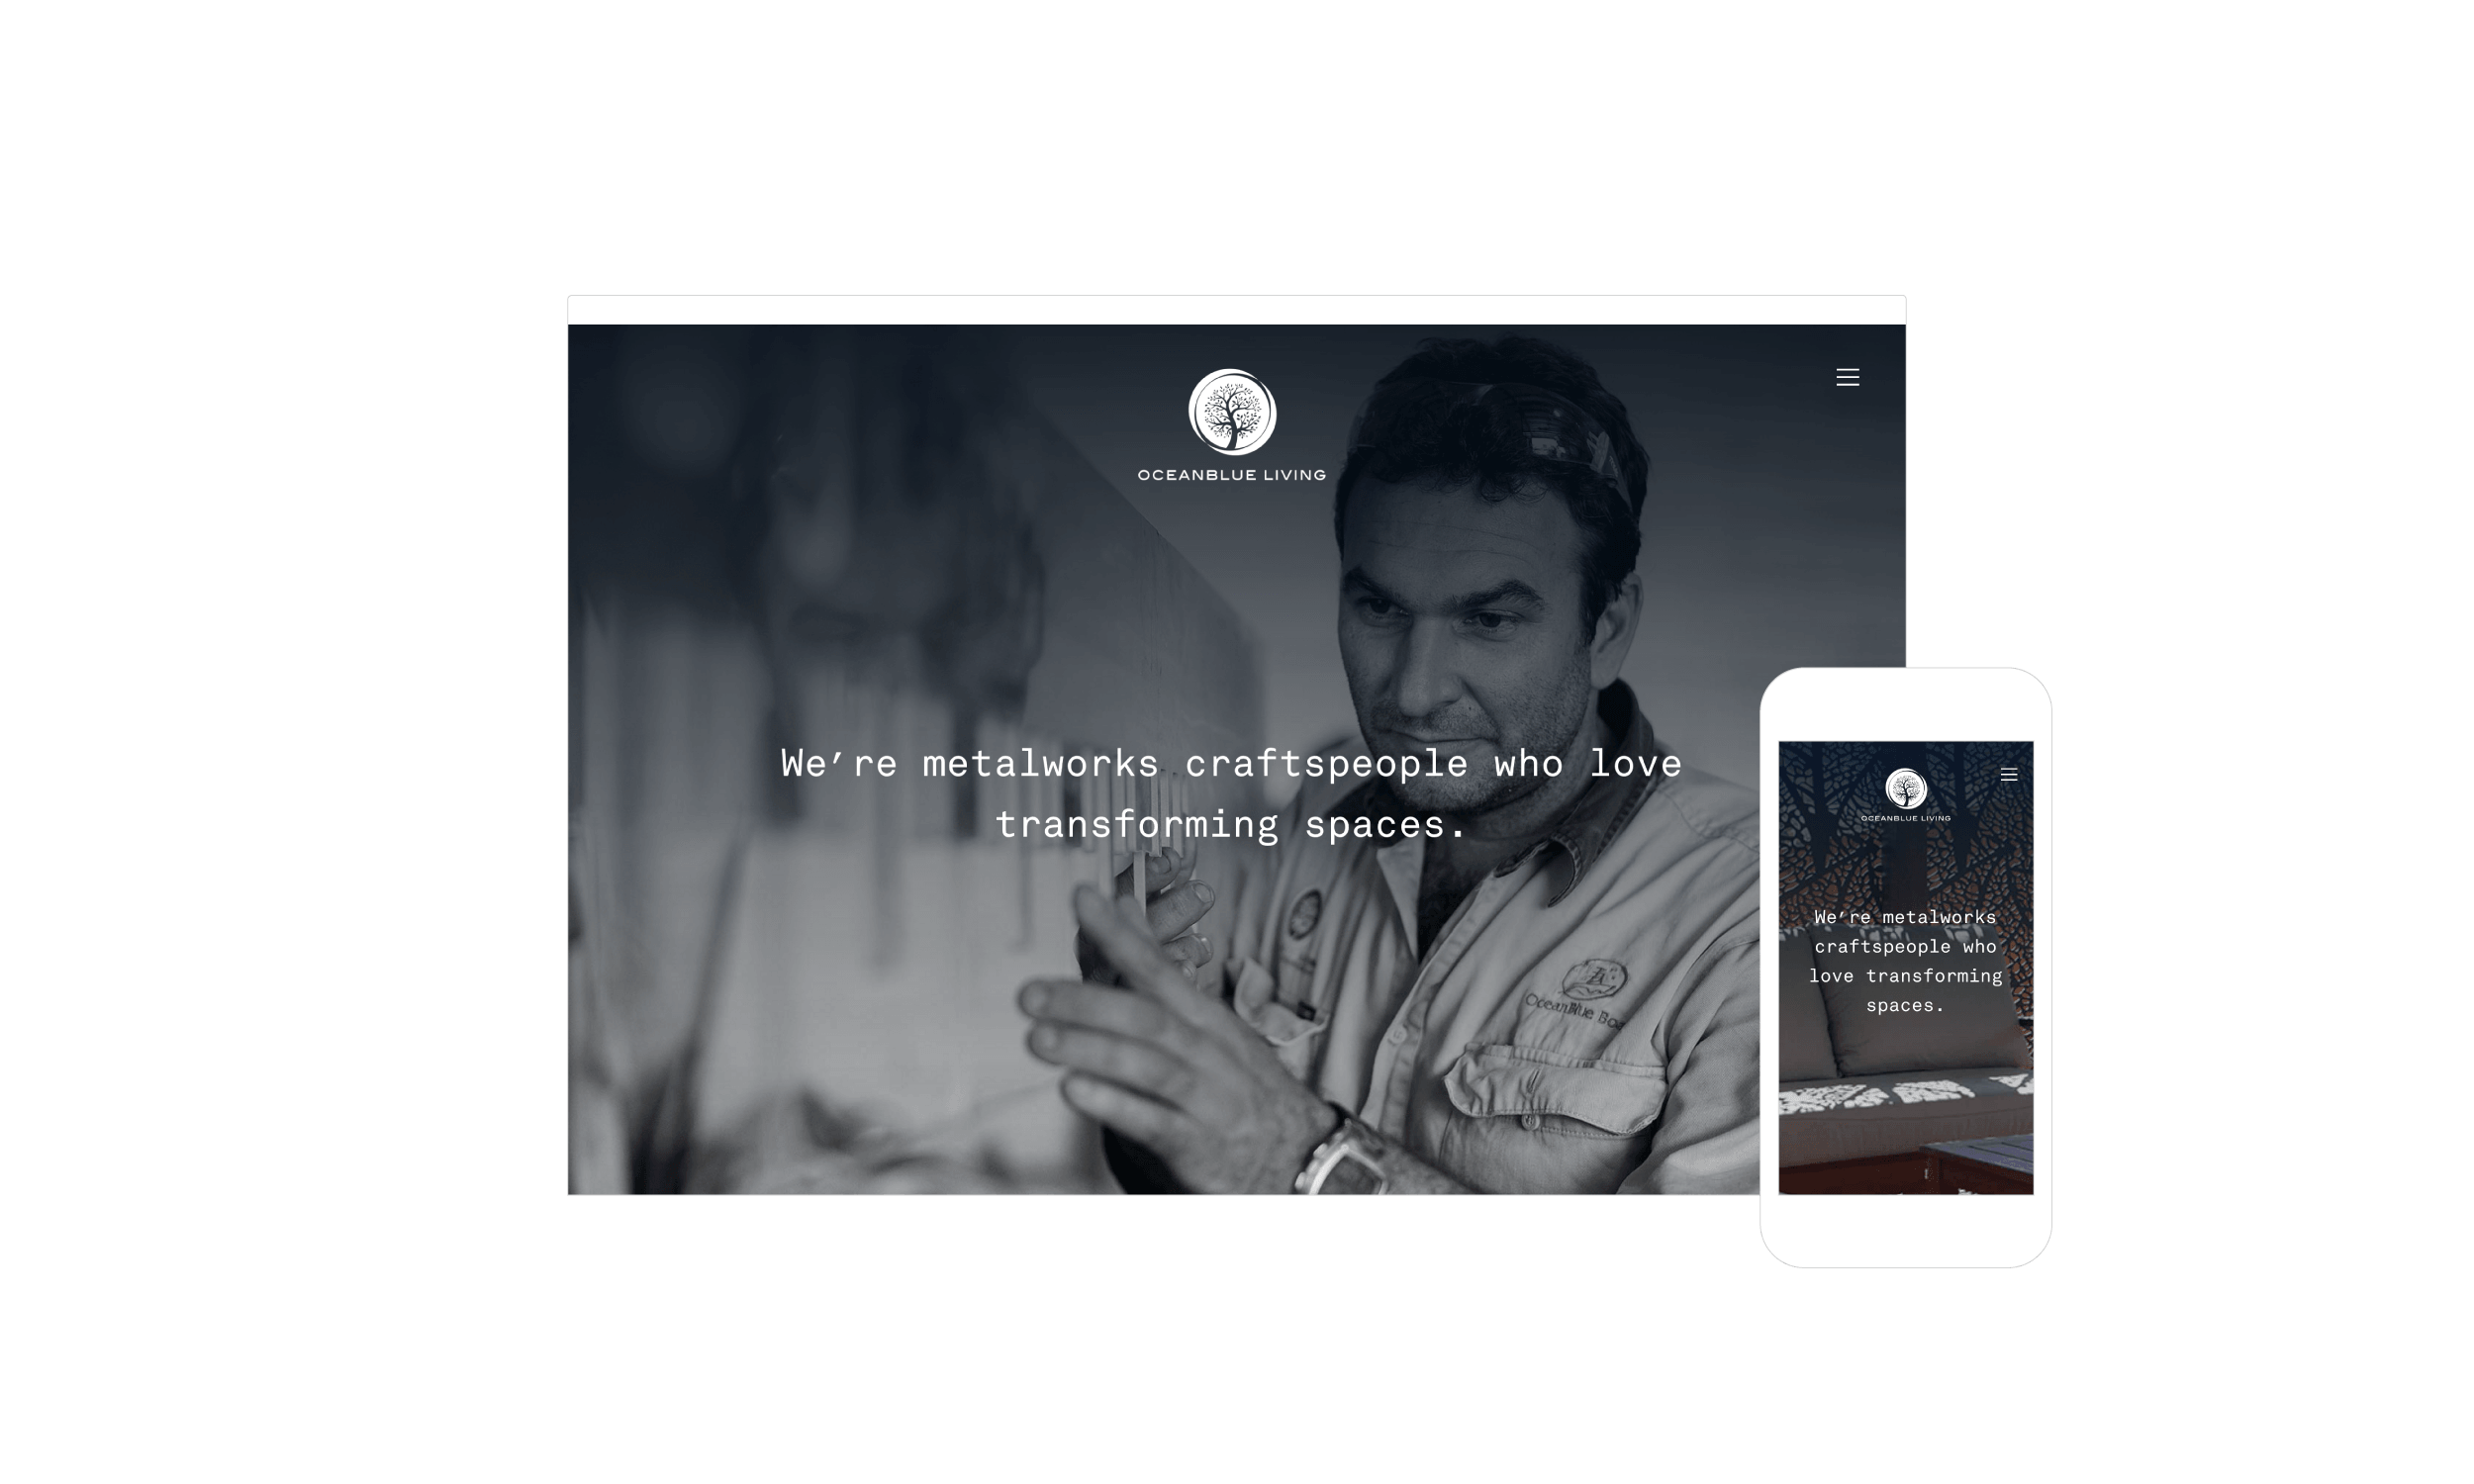 OCEANBLUE LIVING
We're metalworks craftspeople who love
transforming spaces.
OceanBlue
OCEANBLUE LIVING
We're metalworks
craftspeople who
love transforming
spaces.